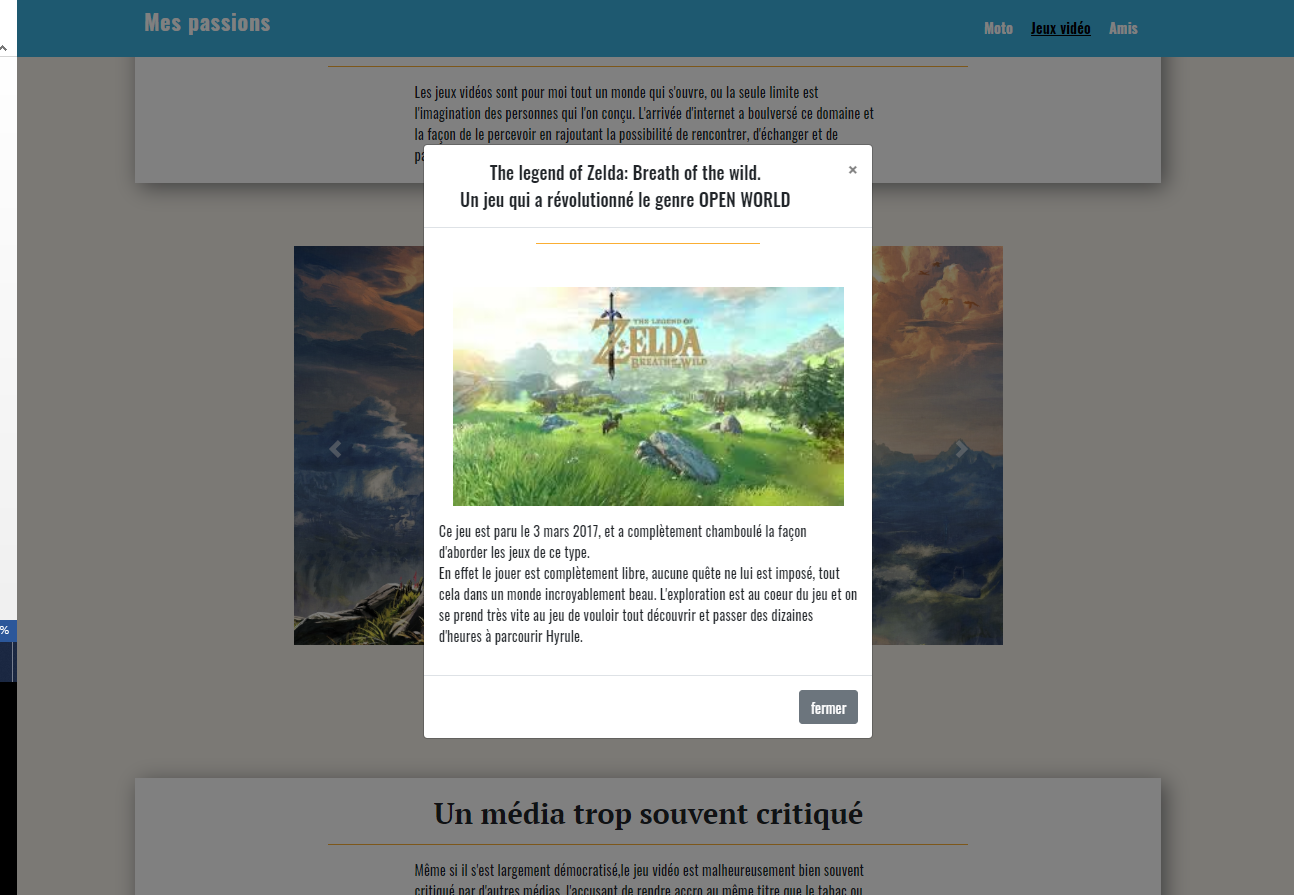 Mes passions
Moto Jeux vidéo Amis
Les jeux vidéos sont pour moi tout un monde qui s'ouvre, ou la seule limite est
l'imagination des personnes qui l'on conçu. L'arrivée d'internet a boulversé ce domaine et
la façon de le percevoir en rajoutant la possibilité de rencontrer, d'échanger et de
The legend of Zelda: Breath of the wild.
×
Un jeu qui a révolutionné le genre OPEN WORLD
THE LEGEND OF
ZELDA
BREATH OF THE WILD
Ce jeu est paru le 3 mars 2017, et a complètement chamboulé la façon
d'aborder les jeux de ce type.
En effet le jouer est complètement libre, aucune quête ne lui est imposé, tout
cela dans un monde incroyablement beau. L'exploration est au coeur du jeu et on
se prend très vite au jeu de vouloir tout découvrir et passer des dizaines
d'heures à parcourir Hyrule.
%
fermer
Un média trop souvent critiqué
Même si il s'est largement démocratisé,le jeu vidéo est malheureusement bien souvent
critiqué par d'autres médias, l'accusant de rendre accro au même titre que le tabac ou